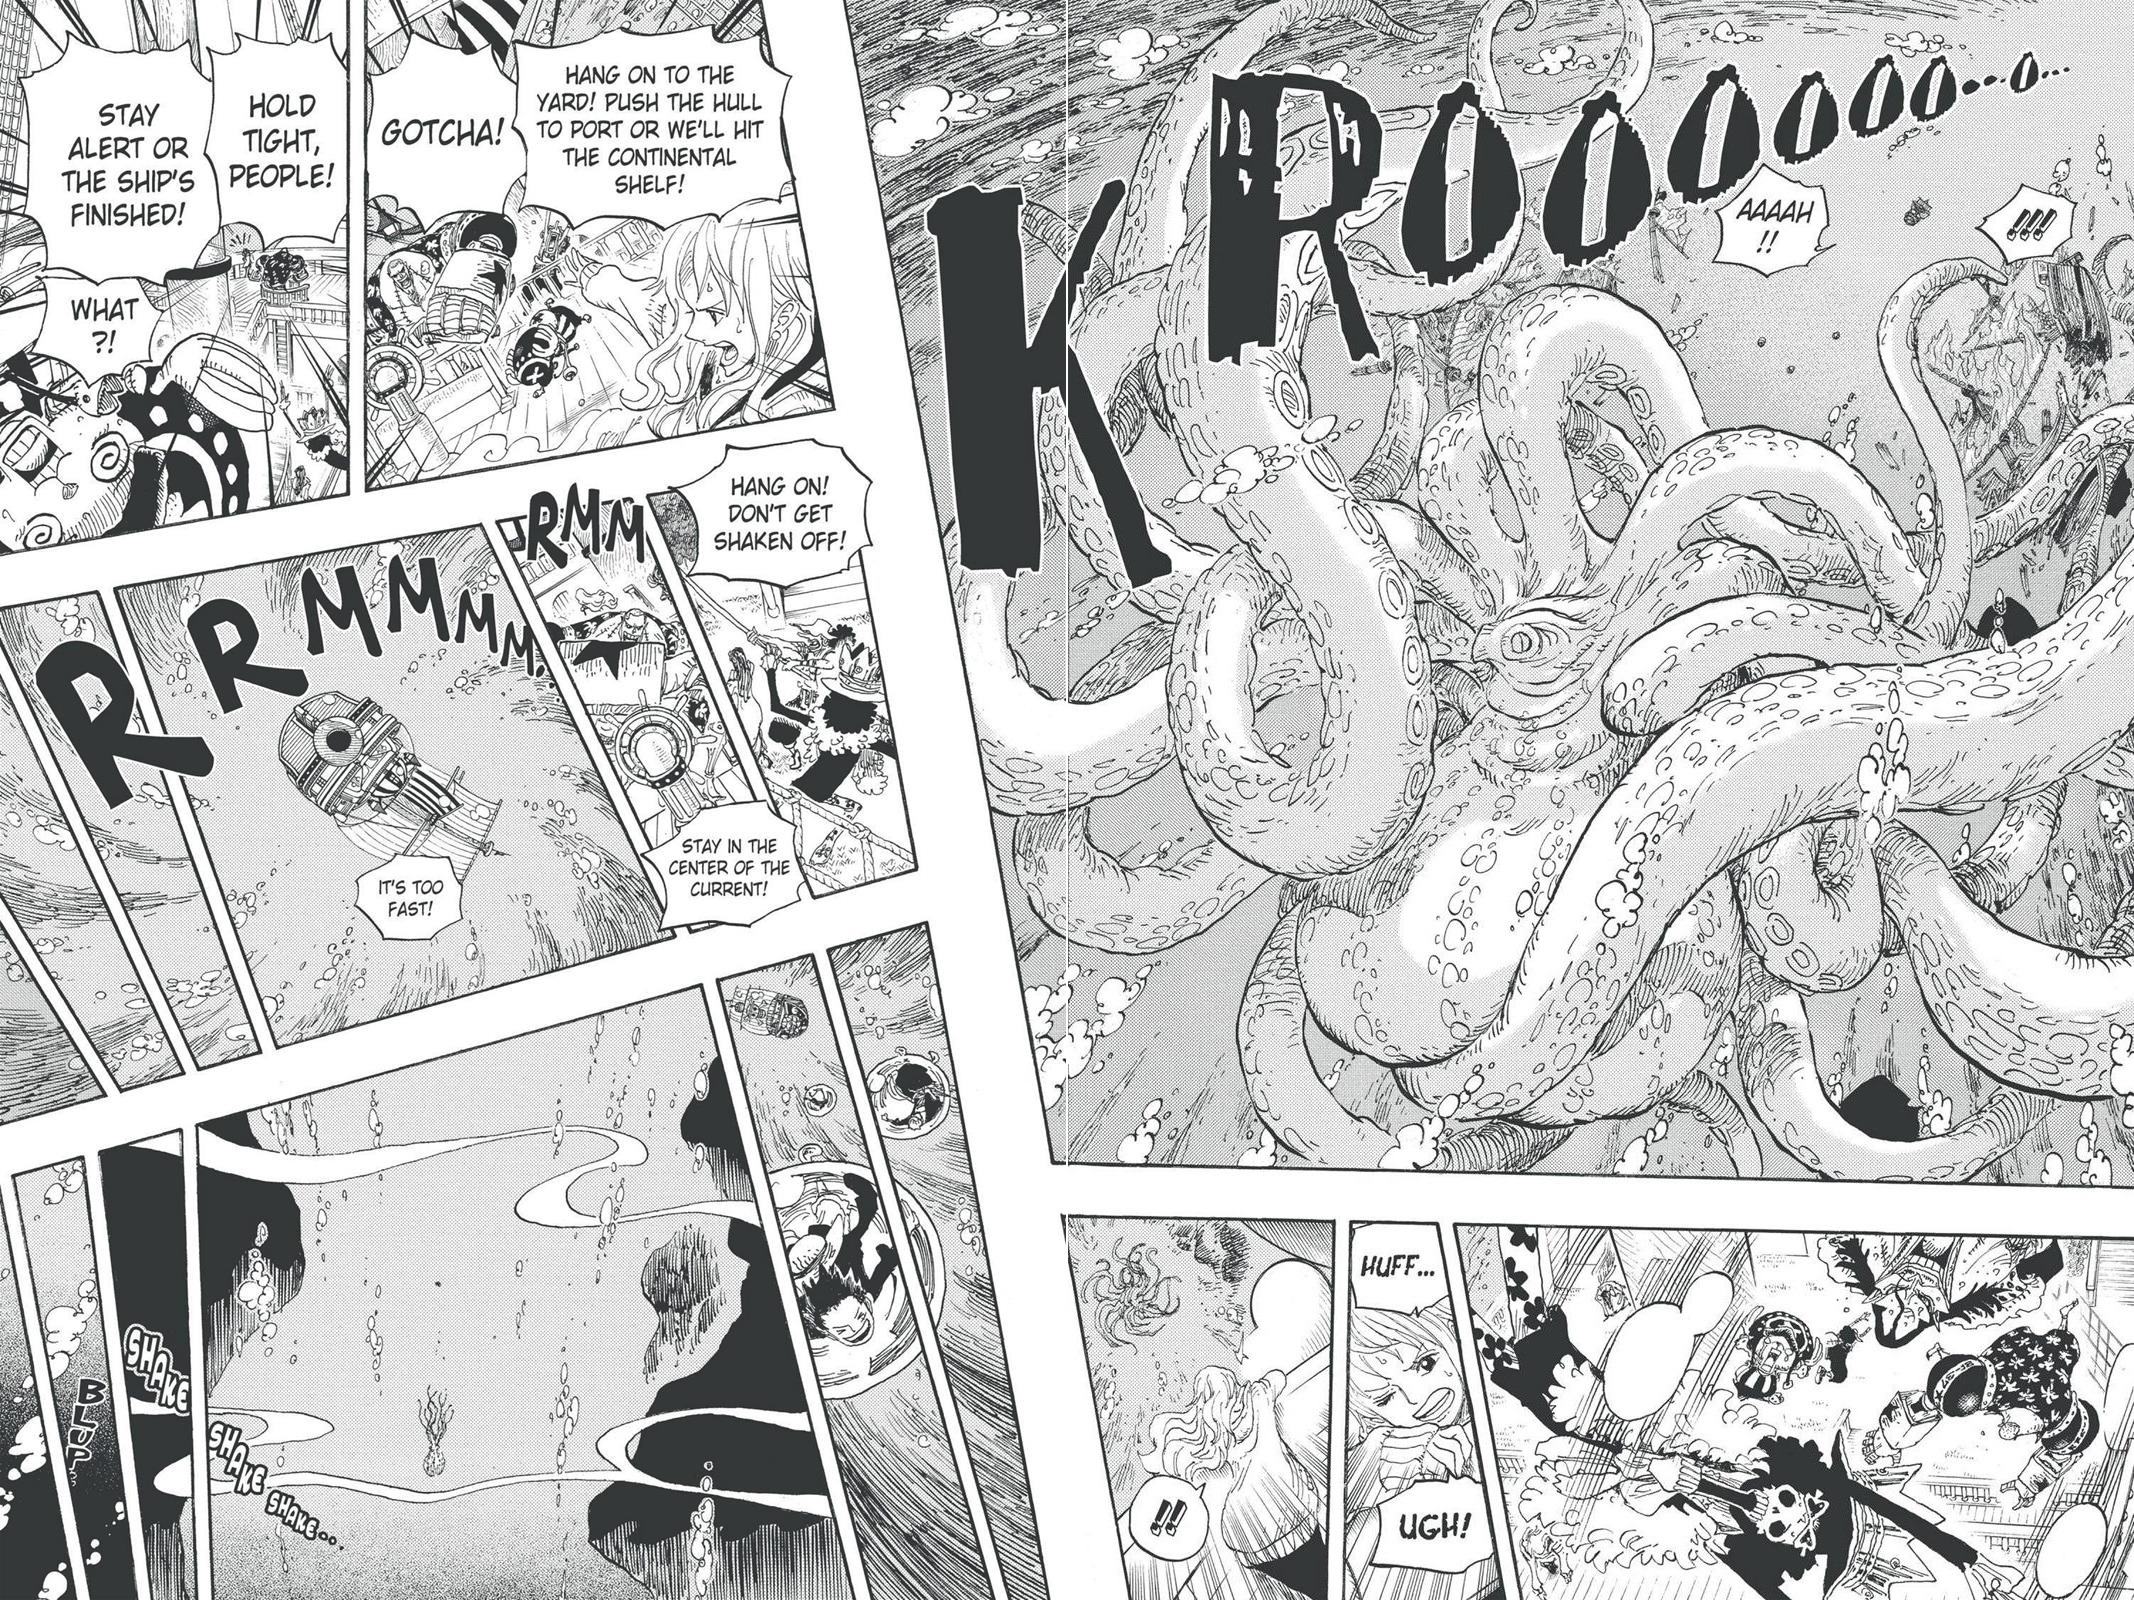 KROOOOOOO...O...
!!!!
AAAAH
!!
HUFF...
UGH!
!!
HANG ON TO THE
YARD! PUSH THE HULL
TO PORT OR WE'LL HIT
THE CONTINENTAL
SHELF!
GOTCHA!
HOLD
TIGHT,
PEOPLE!
STAY
ALERT OR
THE SHIP'S
FINISHED!
WHAT
?!
HANG ON!
DON'T GET
SHAKEN OFF!
RMM
STAY IN THE
CENTER OF THE
CURRENT!
RRMMMM..
IT'S TOO
FAST!
SHAKE
SHAKE
SHAKE...
BLUP...